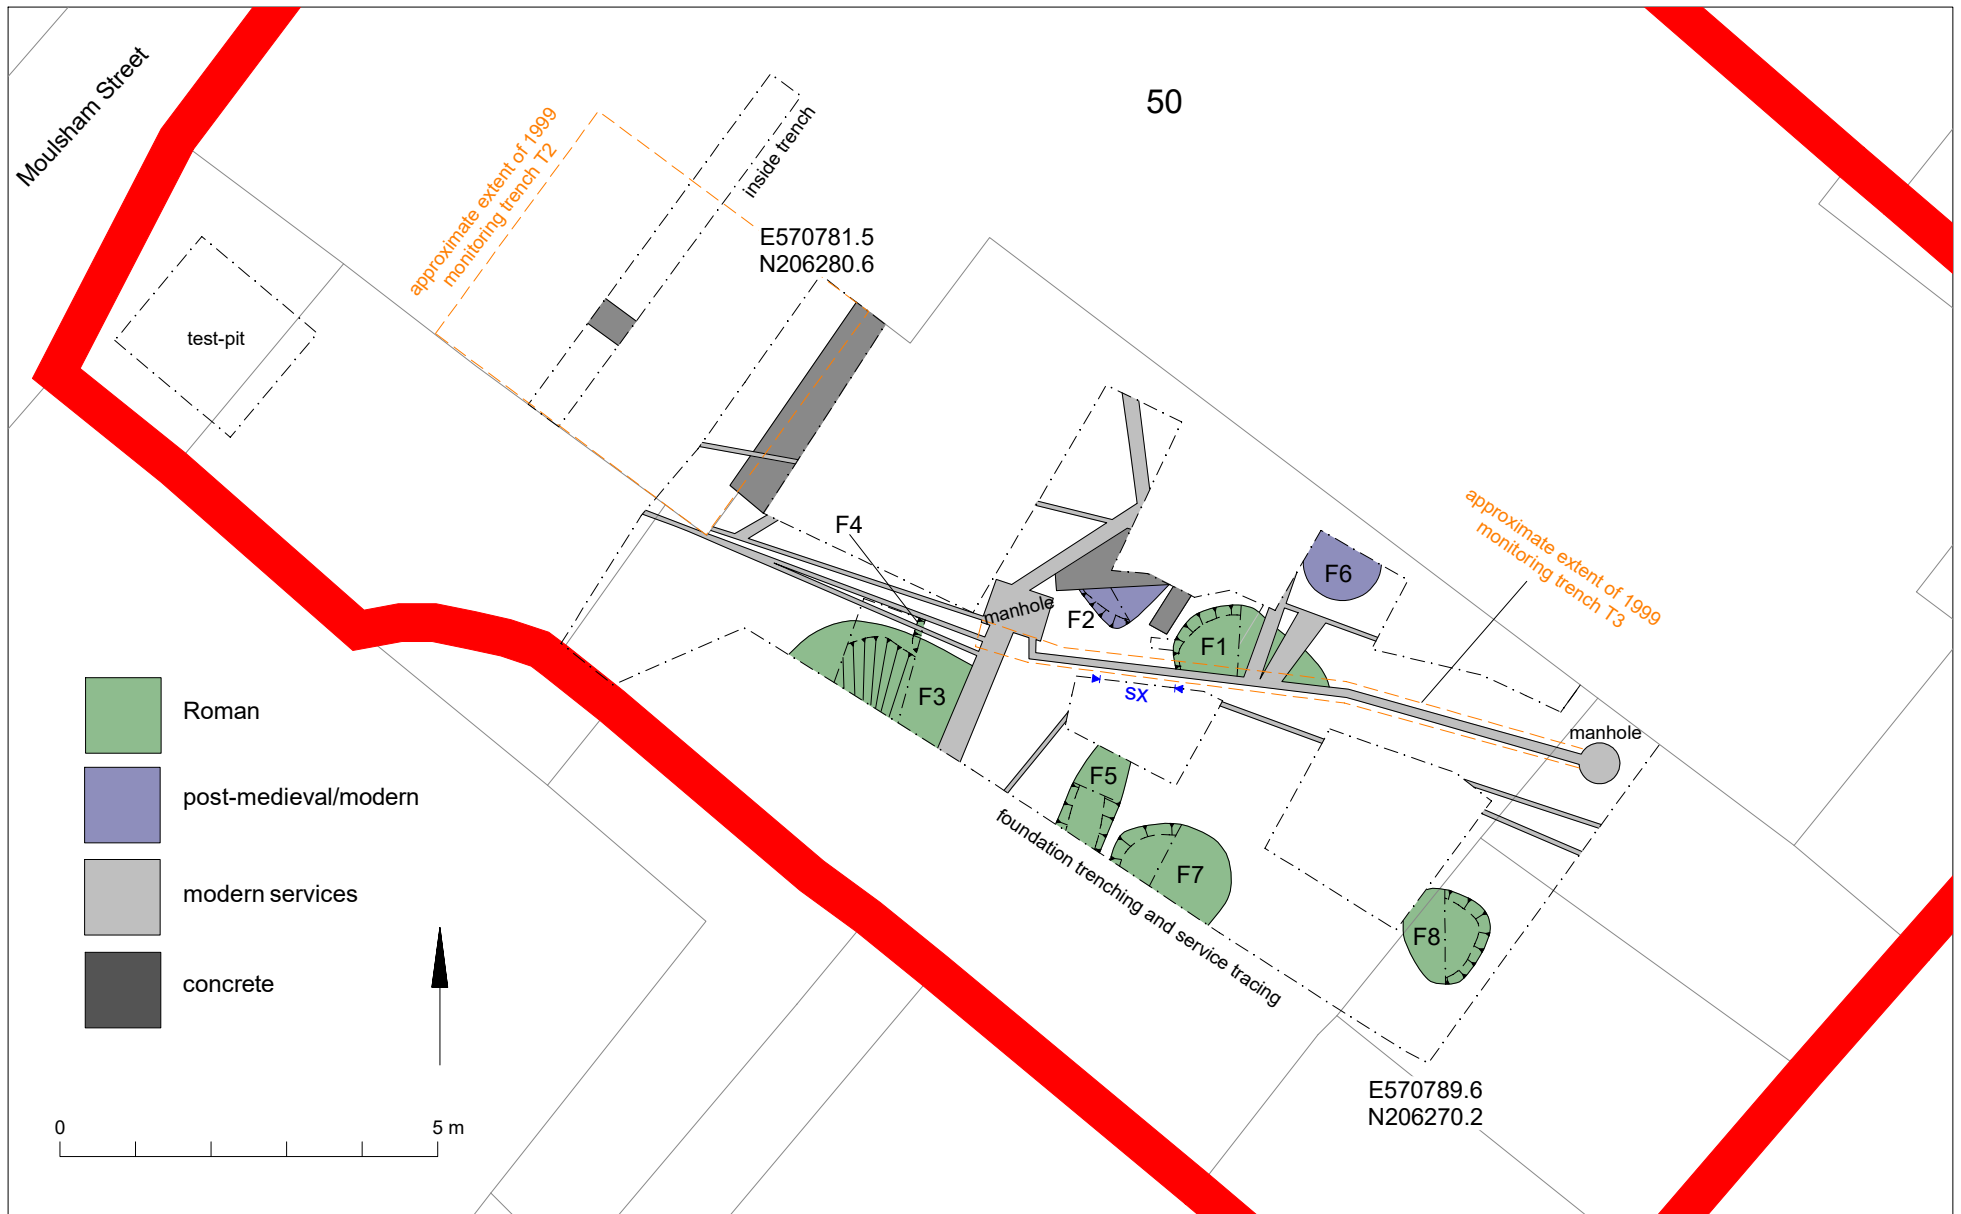 Moulsham Street
50
approximate extent of 1999
monitoring trench T2
inside trench
E570781.5
N206280.6
test-pit
F4
approximate extent of 1999
monitoring trench T3
F6
manhole
F2
F1
F3
SX
manhole
F5
F7
F8
foundation trenching and service tracing
Roman
post-medieval/modern
modern services
concrete
E570789.6
N206270.2
0
5 m